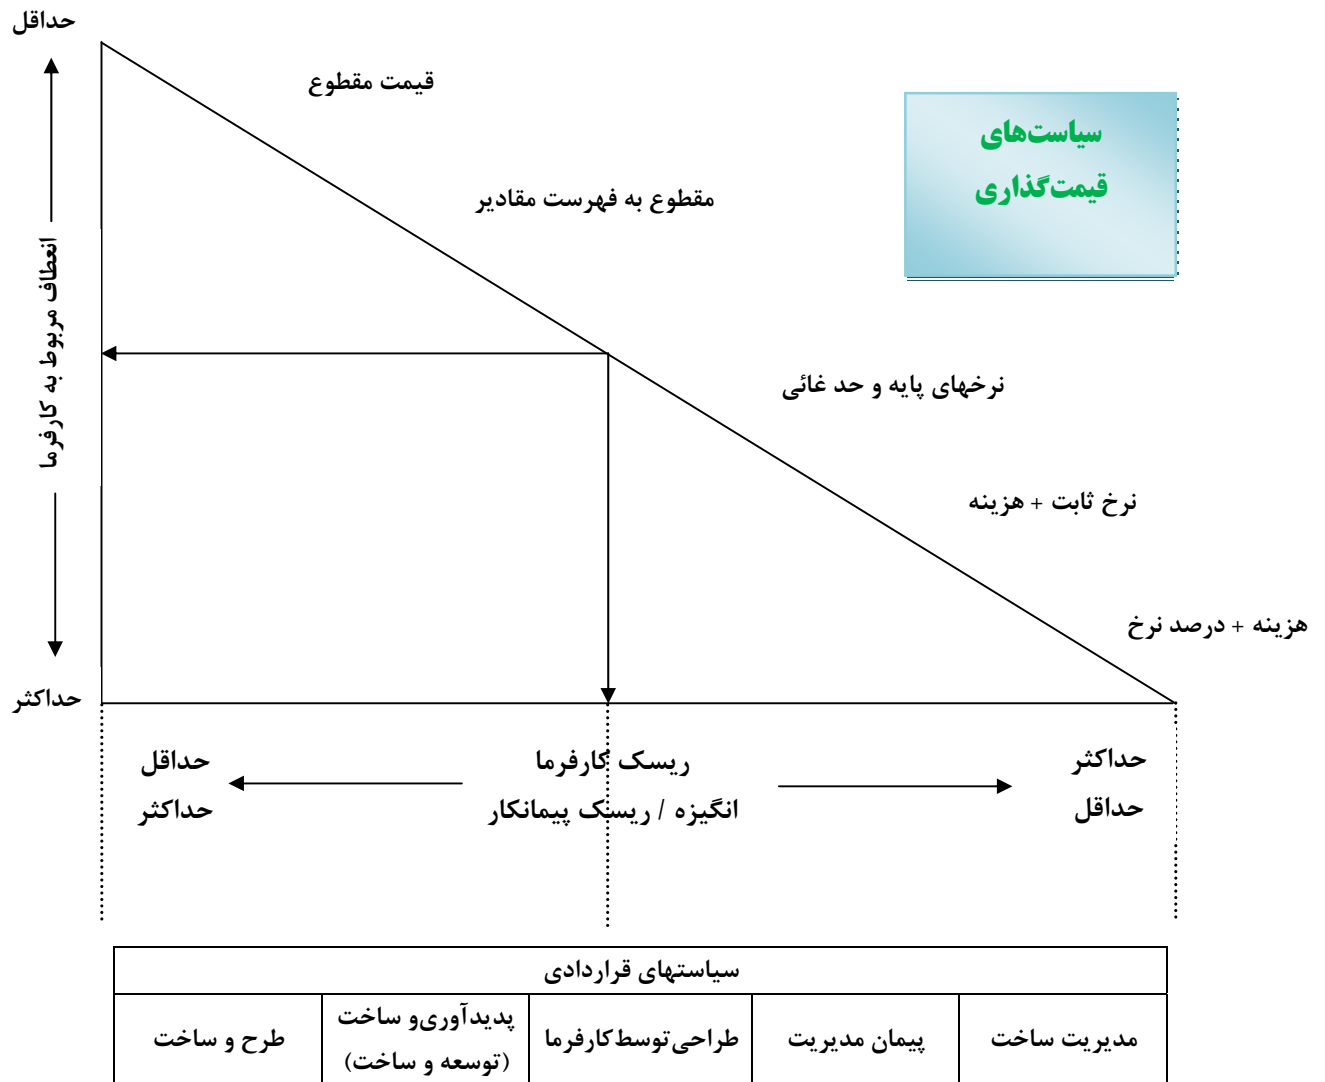 حداقل
قیمت مقطوع
سیاست‌های
قیمت‌گذاری
مقطوع به فهرست مقادیر
انعطاف مربوط به کارفرما
نرخهای پایه و حد غائی
نرخ ثابت + هزینه
هزینه + درصد نرخ
حداکثر
حداکثر
ریسک کارفرما
حداقل
حداقل
انگیزه / ریسک پیمانکار
حداکثر
سیاستهای قراردادی
مدیریت ساخت
پیمان مدیریت
طراحی‌توسط‌کارفرما
پدیدآوری‌و ساخت
(توسعه و ساخت)
طرح و ساخت